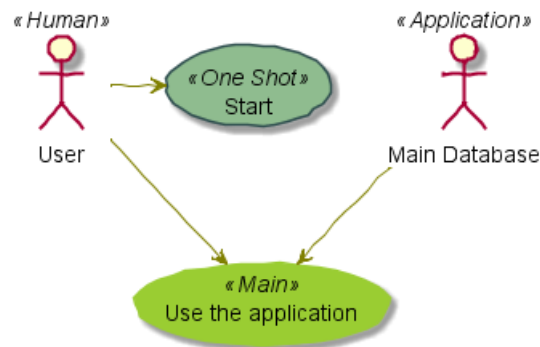 «Human»
User
«One Shot»
Start
«Application»
Main Database
«Main»
Use the application